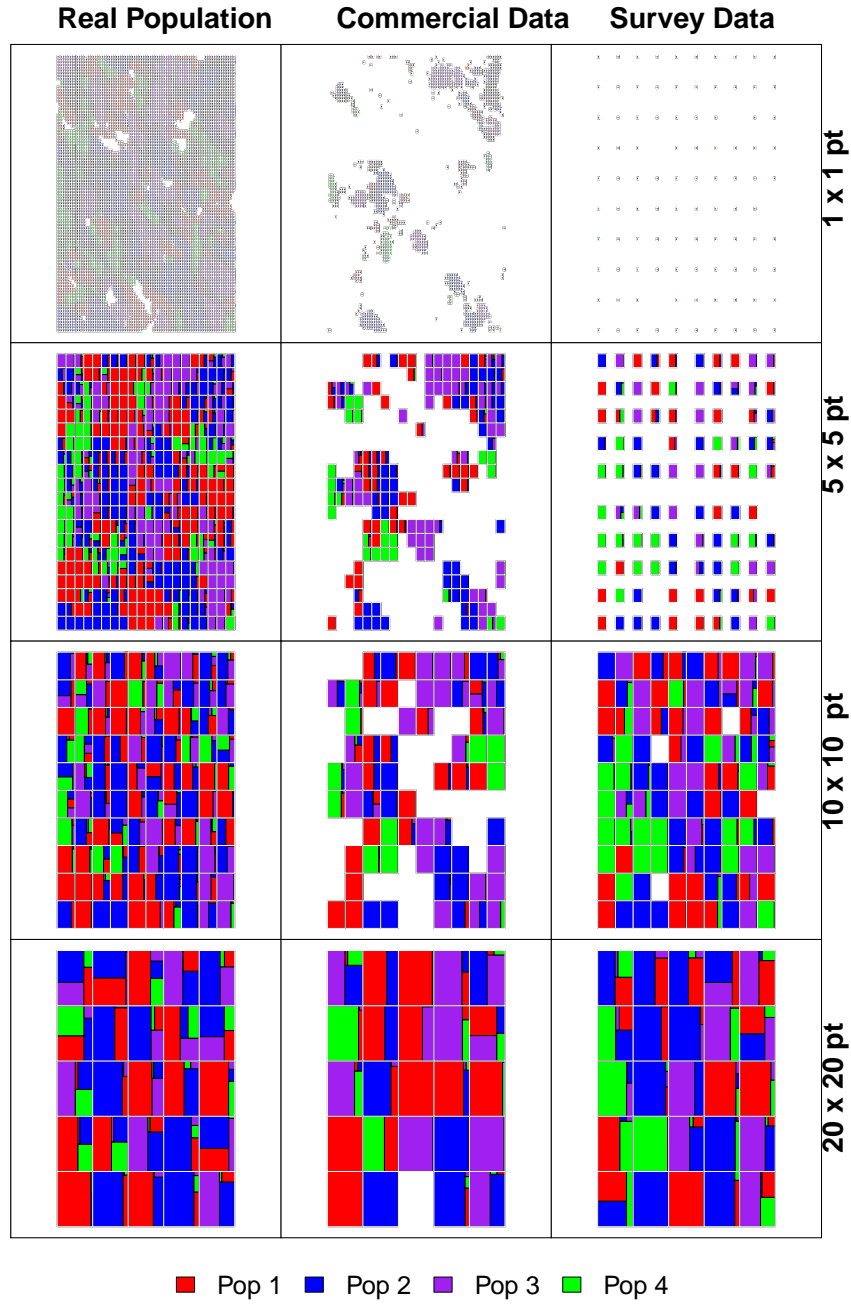 Real Population Commercial Data Survey Data
1 x 1 pt
5 x 5 pt
10 x 10 pt
20 x 20 pt
Pop 1 Pop 2 Pop 3 Pop 4